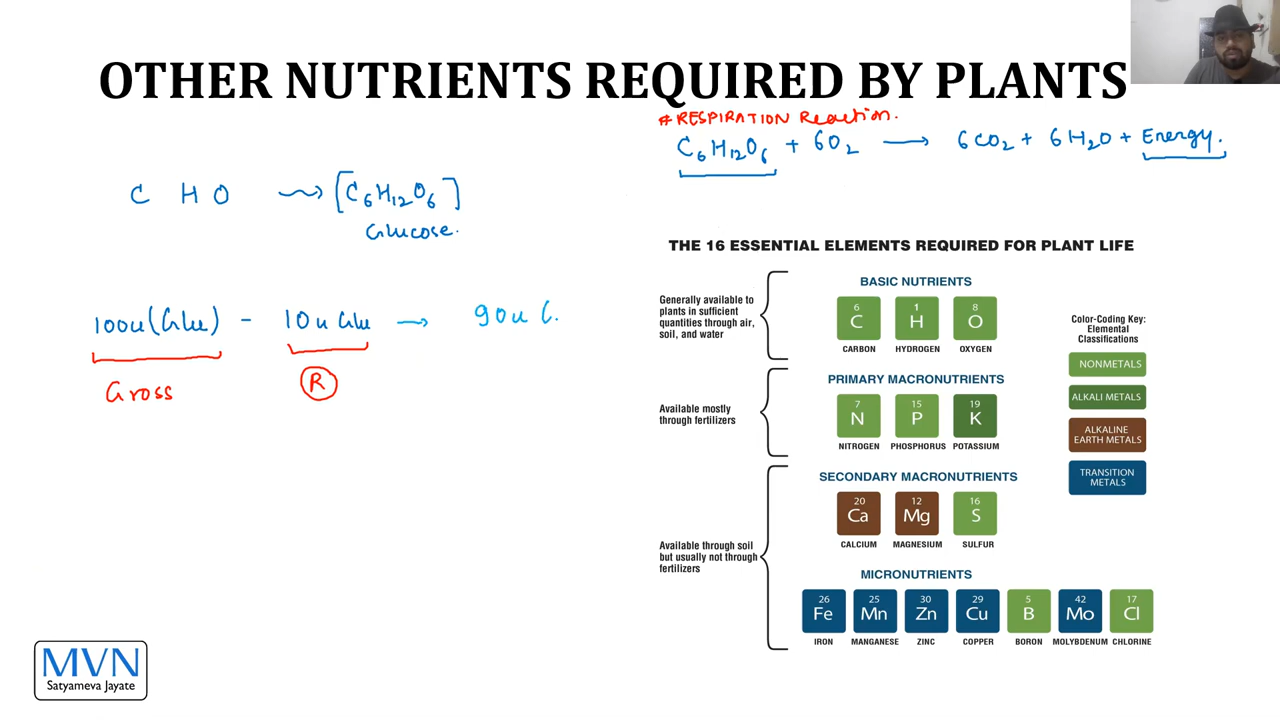 OTHER NUTRIENTS REQUIRED BY PLANTS
# RESPIRATION Reaction.
C6H12O6 + 6O2 → 6CO2 + 6H2O + Energy.
C H O → [C6H12O6]
Glucose.
100u(Glu) - 10u Glu → 90u G.
Gross
R
THE 16 ESSENTIAL ELEMENTS REQUIRED FOR PLANT LIFE
BASIC NUTRIENTS
Generally available to
plants in sufficient
quantities through air,
soil, and water
6 1 8
C H O
CARBON HYDROGEN OXYGEN
PRIMARY MACRONUTRIENTS
Available mostly
through fertilizers
7 15 19
N P K
NITROGEN PHOSPHORUS POTASSIUM
SECONDARY MACRONUTRIENTS
20 12 16
Ca Mg S
CALCIUM MAGNESIUM SULFUR
Available through soil
but usually not through
fertilizers
MICRONUTRIENTS
26 25 30 29 5 42 17
Fe Mn Zn Cu B Mo Cl
IRON MANGANESE ZINC COPPER BORON MOLYBDENUM CHLORINE
Color-Coding Key:
Elemental
Classifications
NONMETALS
ALKALI METALS
ALKALINE
EARTH METALS
TRANSITION
METALS
MVN
Satyameva Jayate